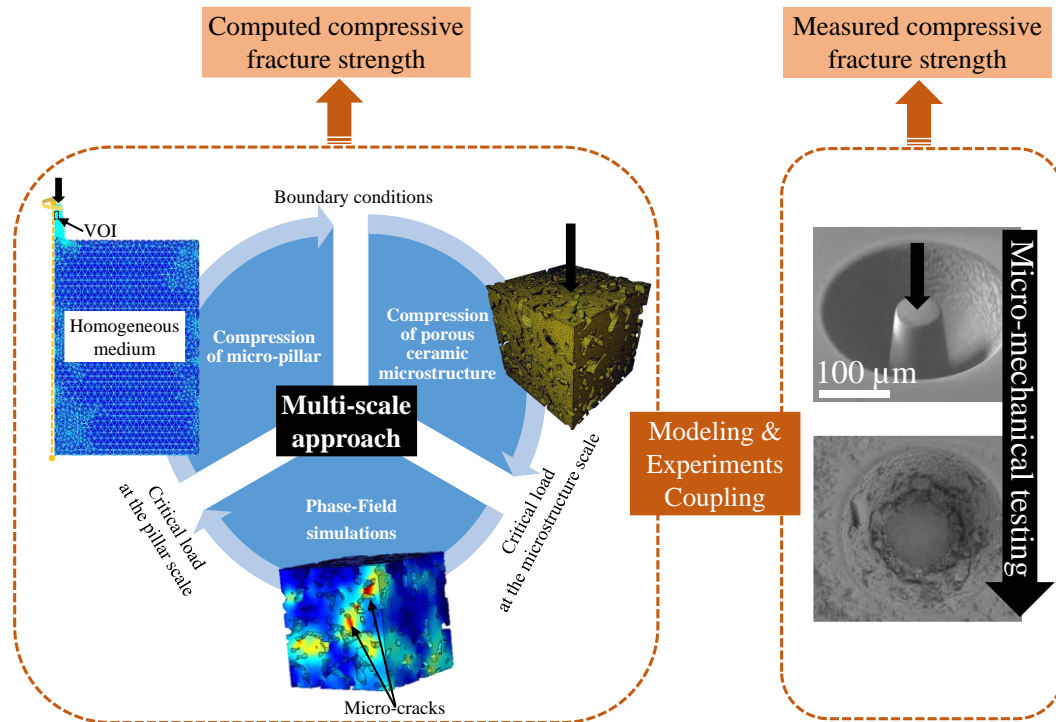 Computed compressive
fracture strength
Measured compressive
fracture strength
Boundary conditions
VOI
Homogeneous
medium
Compression
of micro-pillar
Compression
of porous
ceramic
microstructure
Multi-scale
approach
Phase-Field
simulations
Critical load
at the pillar scale
Critical load
at the microstructure scale
Micro-cracks
Modeling &
Experiments
Coupling
100 µm
Micro-mechanical testing